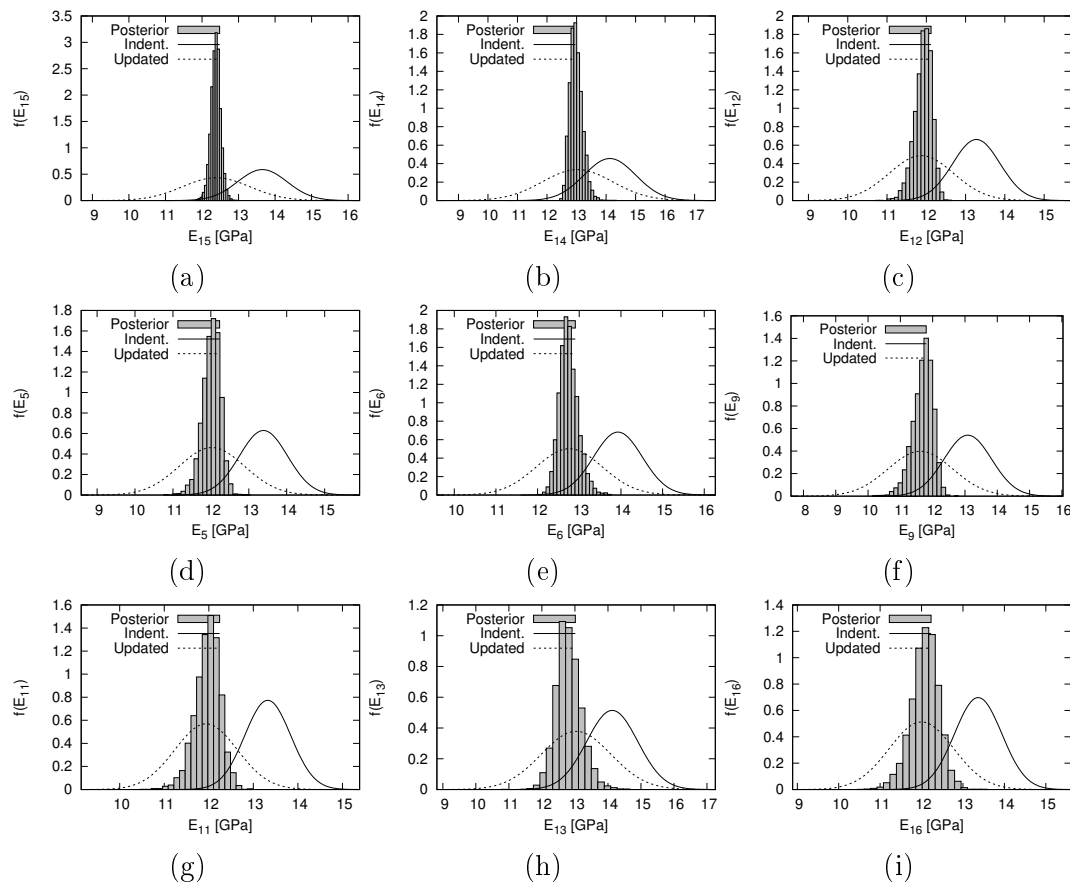 3.5
3
2.5
2
1.5
1
0.5
0
f(E15)
Posterior
Indent.
Updated
9 10 11 12 13 14 15 16
E15 [GPa]
(a)
2
1.8
1.6
1.4
1.2
1
0.8
0.6
0.4
0.2
0
f(E14)
Posterior
Indent.
Updated
9 10 11 12 13 14 15 16 17
E14 [GPa]
(b)
2
1.8
1.6
1.4
1.2
1
0.8
0.6
0.4
0.2
0
f(E12)
Posterior
Indent.
Updated
9 10 11 12 13 14 15
E12 [GPa]
(c)
1.8
1.6
1.4
1.2
1
0.8
0.6
0.4
0.2
0
f(E5)
Posterior
Indent.
Updated
9 10 11 12 13 14 15
E5 [GPa]
(d)
2
1.8
1.6
1.4
1.2
1
0.8
0.6
0.4
0.2
0
f(E6)
Posterior
Indent.
Updated
10 11 12 13 14 15 16
E6 [GPa]
(e)
1.6
1.4
1.2
1
0.8
0.6
0.4
0.2
0
f(E9)
Posterior
Indent.
Updated
8 9 10 11 12 13 14 15 16
E9 [GPa]
(f)
1.6
1.4
1.2
1
0.8
0.6
0.4
0.2
0
f(E11)
Posterior
Indent.
Updated
10 11 12 13 14 15
E11 [GPa]
(g)
1.2
1
0.8
0.6
0.4
0.2
0
f(E13)
Posterior
Indent.
Updated
9 10 11 12 13 14 15 16 17
E13 [GPa]
(h)
1.4
1.2
1
0.8
0.6
0.4
0.2
0
f(E16)
Posterior
Indent.
Updated
9 10 11 12 13 14 15
E16 [GPa]
(i)